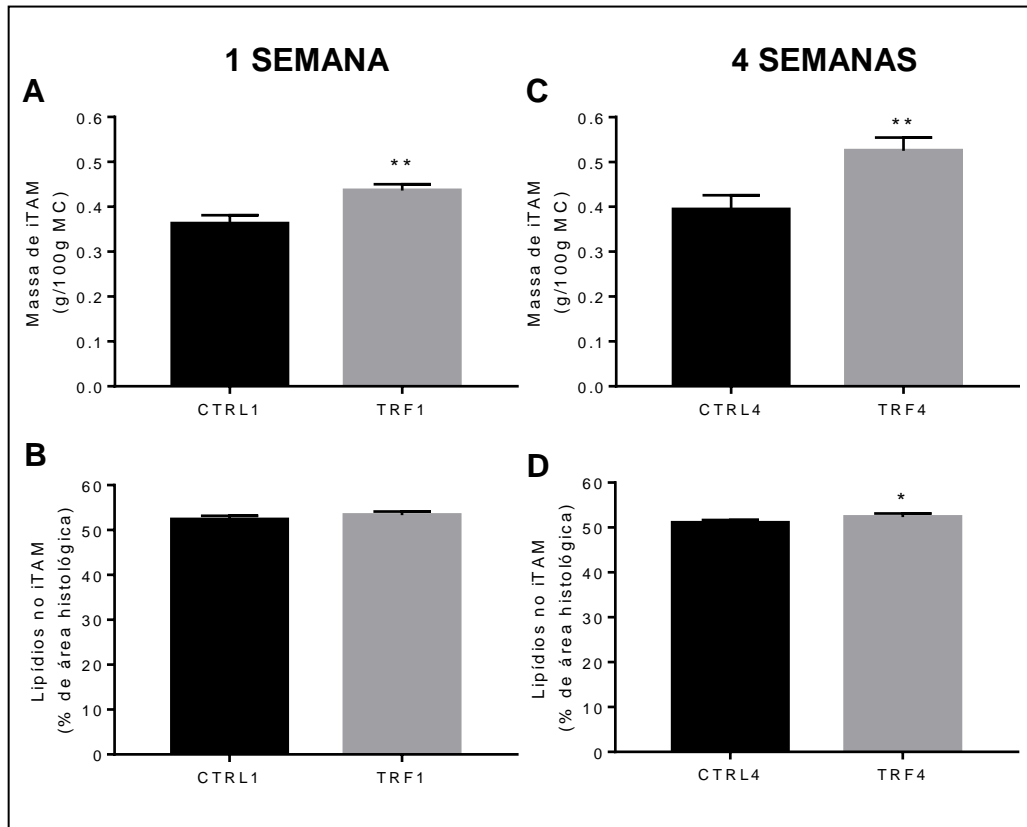 1 SEMANA
4 SEMANAS
A
Massa de iTAM
(g/100g MC)
0.6
0.5
0.4
0.3
0.2
0.1
0.0
**
CTRL1
TRF1
C
Massa de iTAM
(g/100g MC)
0.6
0.5
0.4
0.3
0.2
0.1
0.0
**
CTRL4
TRF4
B
Lipídios no iTAM
(% de área histológica)
60
50
40
30
20
10
0
CTRL1
TRF1
D
Lipídios no iTAM
(% de área histológica)
60
50
40
30
20
10
0
*
CTRL4
TRF4